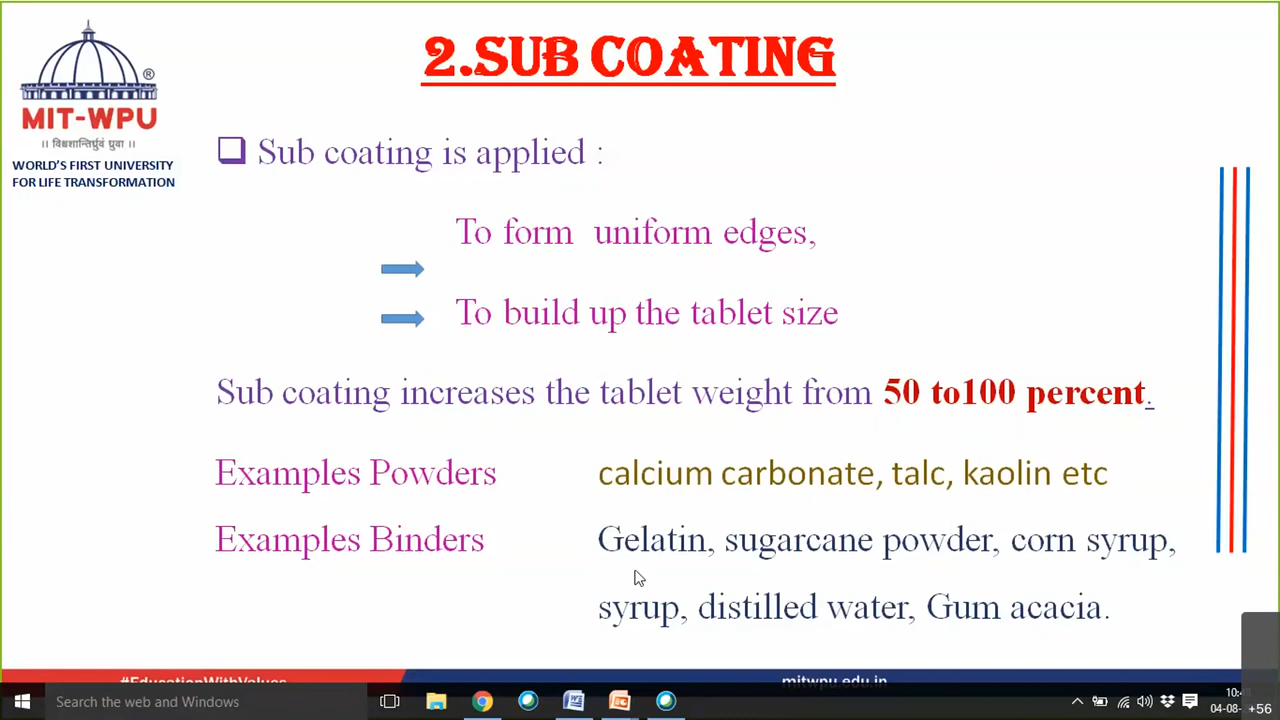 2.SUB COATING
®
MIT-WPU
।। विश्वशान्तिर्ध्रुवं ध्रुवा ।।
WORLD'S FIRST UNIVERSITY
FOR LIFE TRANSFORMATION
Sub coating is applied :
To form uniform edges,
To build up the tablet size
Sub coating increases the tablet weight from 50 to100 percent.
Examples Powders calcium carbonate, talc, kaolin etc
Examples Binders Gelatin, sugarcane powder, corn syrup,
syrup, distilled water, Gum acacia.
#EducationWithValues
mitwpu.edu.in
Search the web and Windows
04-08-
+56